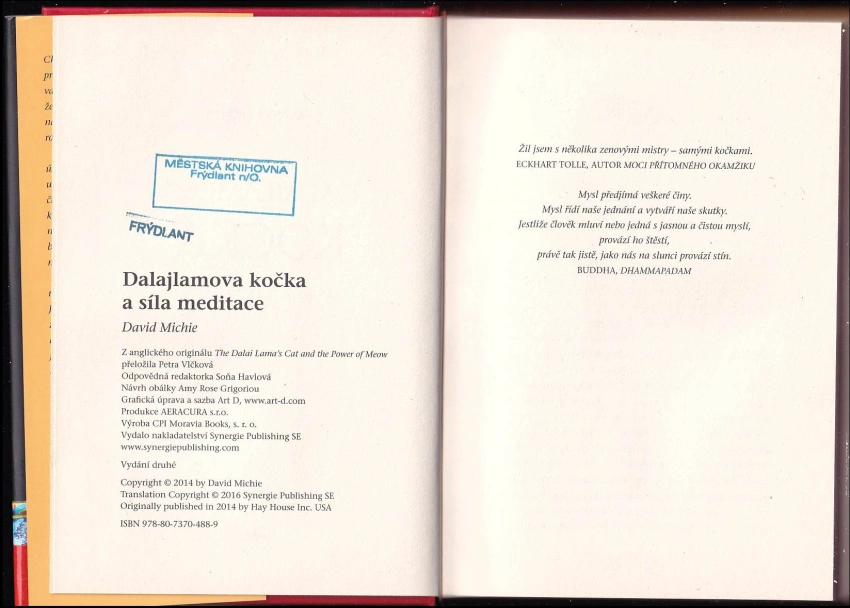 MĚSTSKÁ KNIHOVNA
Frýdlant n/O.
FRÝDLANT
Dalajlamova kočka
a síla meditace
David Michie
Z anglického originálu The Dalai Lama's Cat and the Power of Meow
přeložila Petra Vlčková
Odpovědná redaktorka Soňa Havlová
Návrh obálky Amy Rose Grigoriou
Grafická úprava a sazba Art D, www.art-d.com
Produkce AERACURA s.r.o.
Výroba CPI Moravia Books, s. r. o.
Vydalo nakladatelství Synergie Publishing SE
www.synergiepublishing.com
Vydání druhé
Copyright © 2014 by David Michie
Translation Copyright © 2016 Synergie Publishing SE
Originally published in 2014 by Hay House Inc. USA
ISBN 978-80-7370-488-9
Žil jsem s několika zenovými mistry – samými kočkami.
ECKHART TOLLE, AUTOR MOCI PŘÍTOMNÉHO OKAMŽIKU
Mysl předjímá veškeré činy.
Mysl řídí naše jednání a vytváří naše skutky.
Jestliže člověk mluví nebo jedná s jasnou a čistou myslí,
provází ho štěstí,
právě tak jistě, jako nás na slunci provází stín.
BUDDHA, DHAMMAPADAM